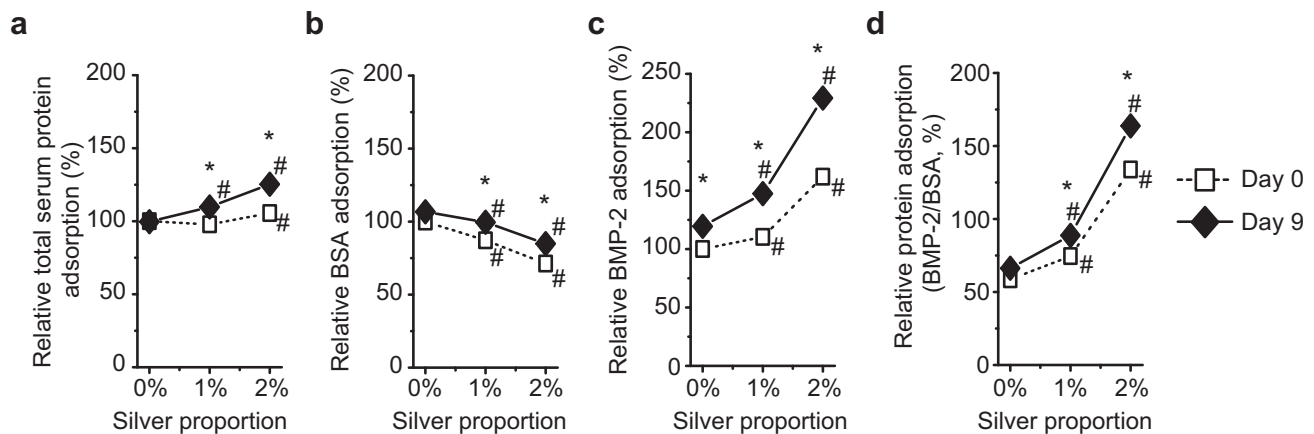 a
Relative total serum protein
adsorption (%)
200
150
100
50
0
0% 1% 2%
Silver proportion
* *
# # #
b
Relative BSA adsorption (%)
200
150
100
50
0
0% 1% 2%
Silver proportion
* *
# # # #
c
Relative BMP-2 adsorption (%)
250
200
150
100
50
0
0% 1% 2%
Silver proportion
* * *
# # # #
d
Relative protein adsorption
(BMP-2/BSA, %)
200
150
100
50
0
0% 1% 2%
Silver proportion
* *
# # # #
Day 0
Day 9